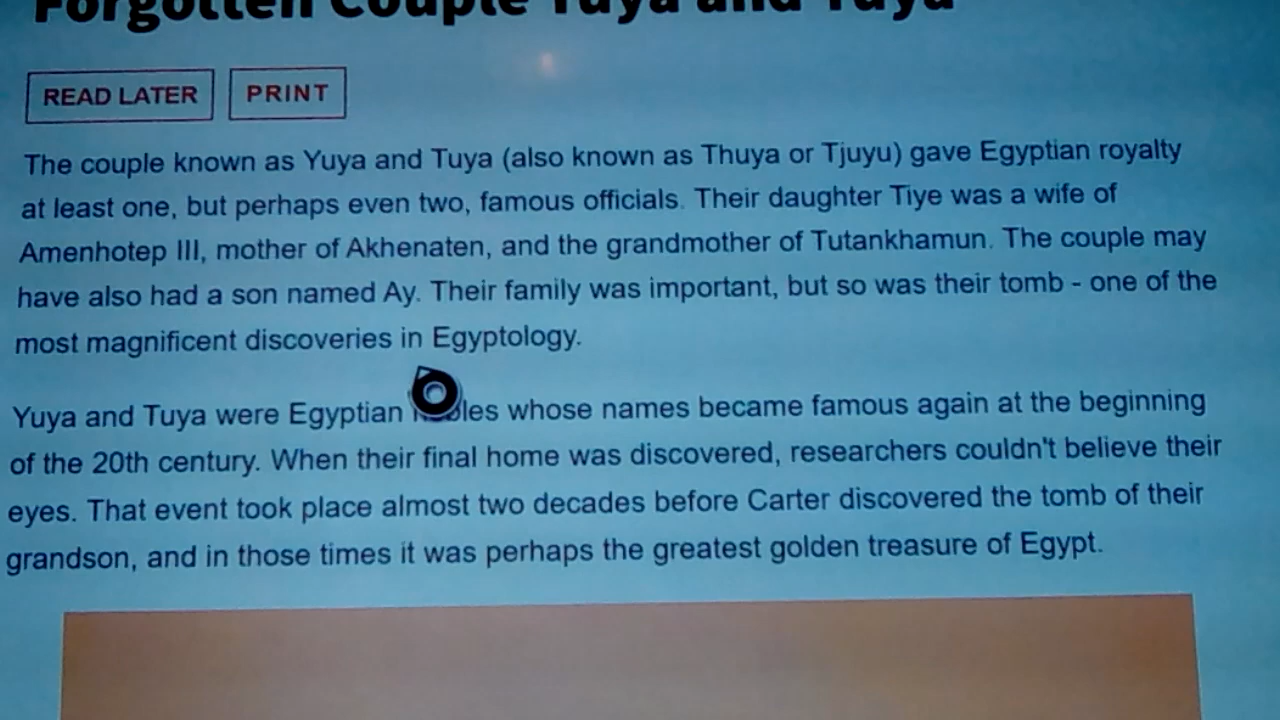 Forgotten Couple Yuya and Tuya
READ LATER PRINT
The couple known as Yuya and Tuya (also known as Thuya or Tjuyu) gave Egyptian royalty
at least one, but perhaps even two, famous officials. Their daughter Tiye was a wife of
Amenhotep III, mother of Akhenaten, and the grandmother of Tutankhamun. The couple may
have also had a son named Ay. Their family was important, but so was their tomb - one of the
most magnificent discoveries in Egyptology.
Yuya and Tuya were Egyptian whose names became famous again at the beginning
of the 20th century. When their final home was discovered, researchers couldn't believe their
eyes. That event took place almost two decades before Carter discovered the tomb of their
grandson, and in those times it was perhaps the greatest golden treasure of Egypt.